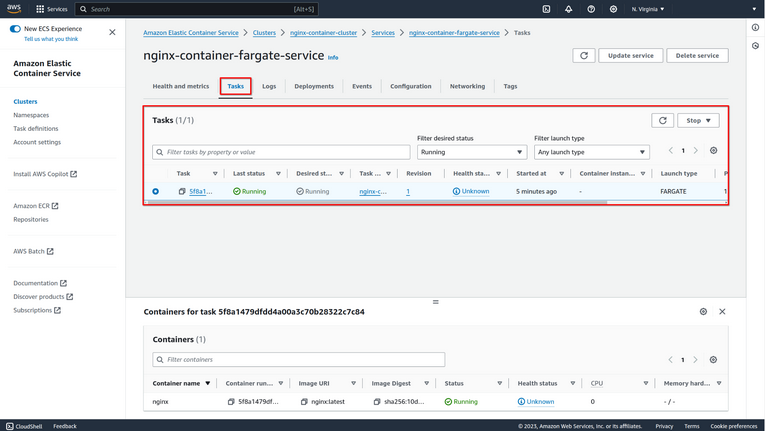 aws Services Search [Alt+S] N. Virginia
New ECS Experience
Tell us what you think
Amazon Elastic Container Service
Clusters
Namespaces
Task definitions
Account settings
Install AWS Copilot
Amazon ECR
Repositories
AWS Batch
Documentation
Discover products
Subscriptions
Amazon Elastic Container Service > Clusters > nginx-container-cluster > Services > nginx-container-fargate-service > Tasks
nginx-container-fargate-service Info
Update service Delete service
Health and metrics Tasks Logs Deployments Events Configuration Networking Tags
Tasks (1/1) Stop
Filter desired status Filter launch type
Filter tasks by property or value Running Any launch type 1
Task Last status Desired st... Task ... Revision Health sta... Started at Container instan... Launch type P
5f8a1... Running Running nginx-c... 1 Unknown 5 minutes ago - FARGATE 1
Containers for task 5f8a1479dfdd4a00a3c70b28322c7c84
Containers (1)
Filter containers 1
Container name Container run... Image URI Image Digest Status Health status CPU Memory hard...
nginx 5f8a1479df... nginx:latest sha256:10d... Running Unknown 0 - / -
CloudShell Feedback © 2023, Amazon Web Services, Inc. or its affiliates. Privacy Terms Cookie preferences